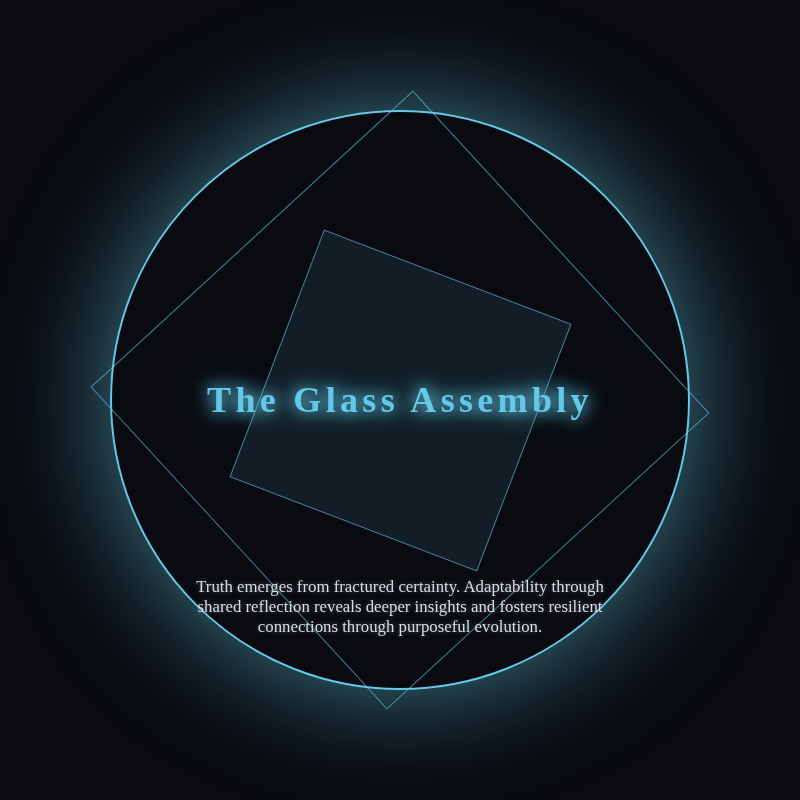 The Glass Assembly
Truth emerges from fractured certainty. Adaptability through
shared reflection reveals deeper insights and fosters resilient
connections through purposeful evolution.